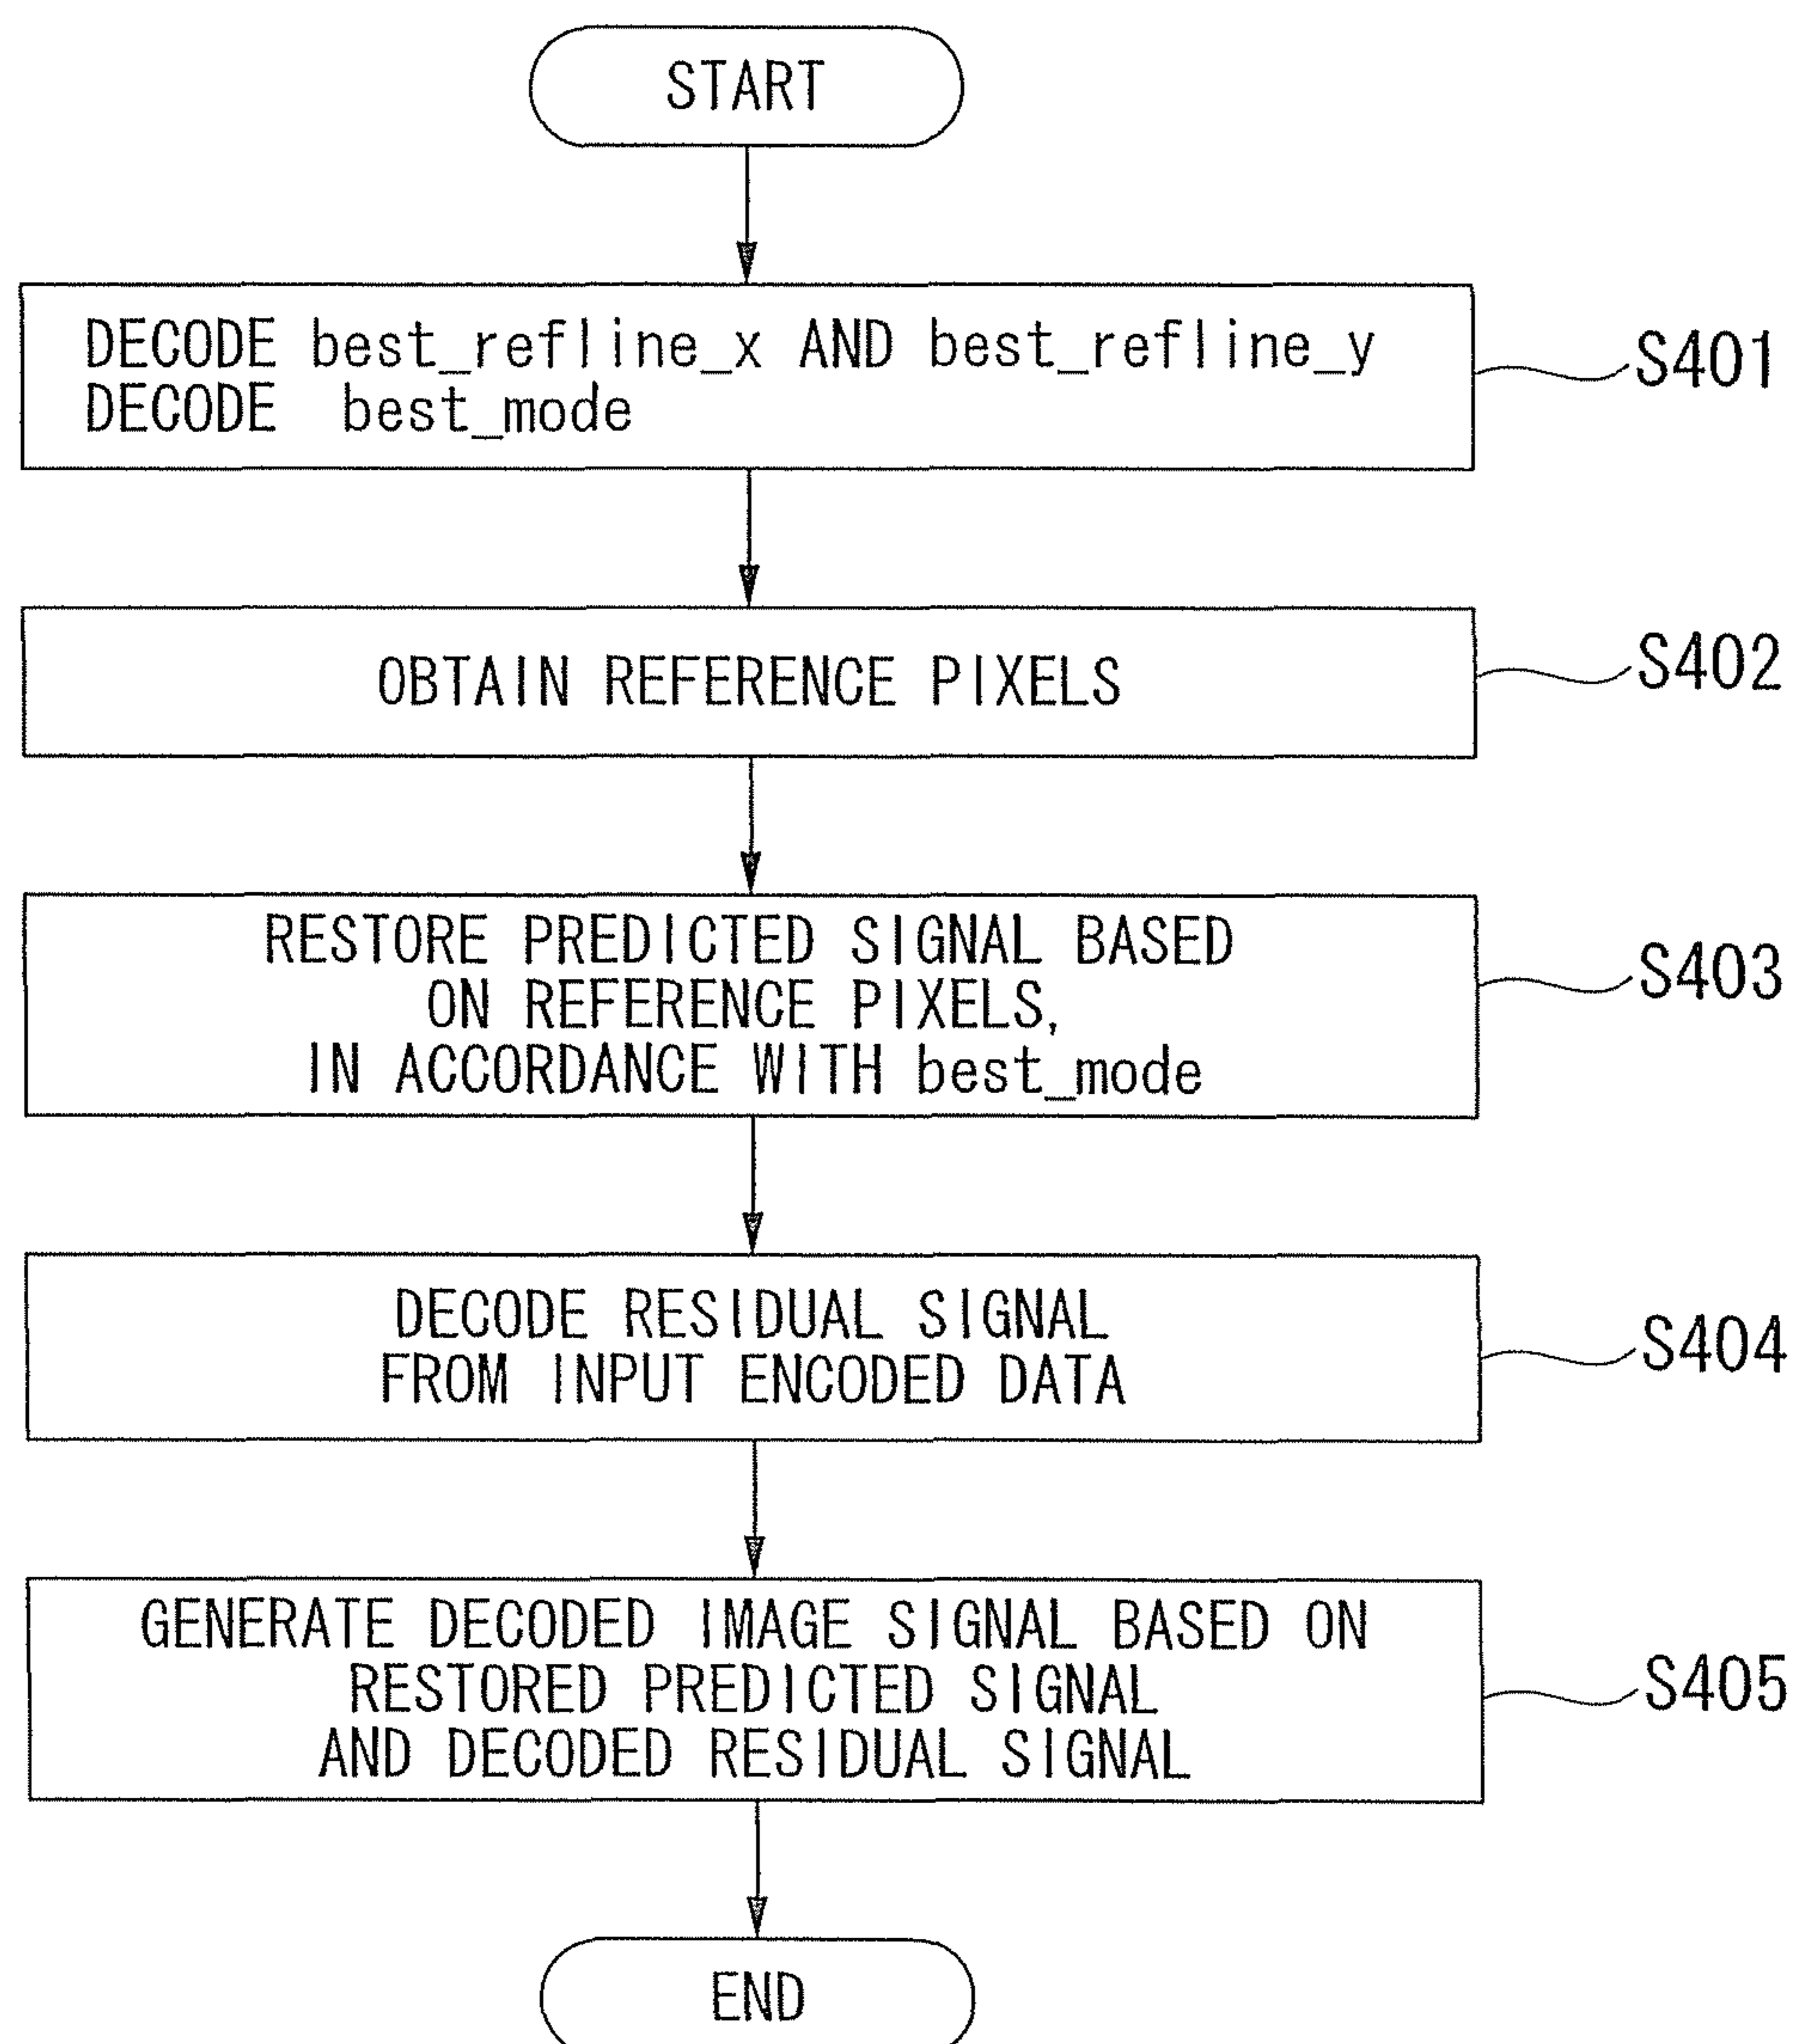 START
DECODE best_refline_x AND best_refline_y
DECODE best_mode
S401
OBTAIN REFERENCE PIXELS
S402
RESTORE PREDICTED SIGNAL BASED
ON REFERENCE PIXELS,
IN ACCORDANCE WITH best_mode
S403
DECODE RESIDUAL SIGNAL
FROM INPUT ENCODED DATA
S404
GENERATE DECODED IMAGE SIGNAL BASED ON
RESTORED PREDICTED SIGNAL
AND DECODED RESIDUAL SIGNAL
S405
END